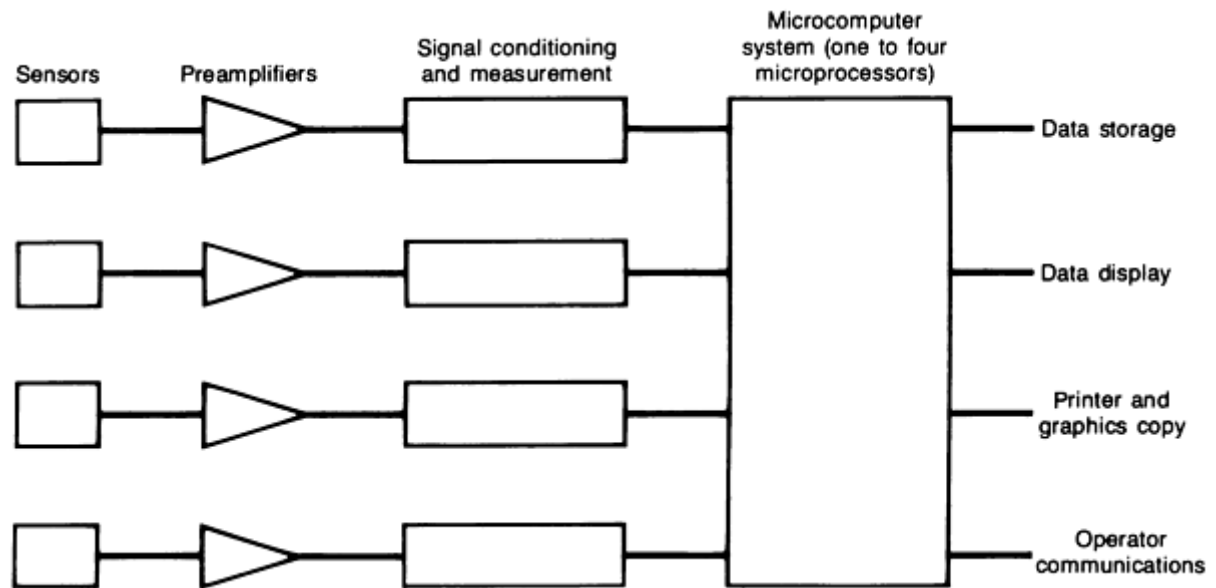 Sensors
Preamplifiers
Signal conditioning
and measurement
Microcomputer
system (one to four
microprocessors)
Data storage
Data display
Printer and
graphics copy
Operator
communications